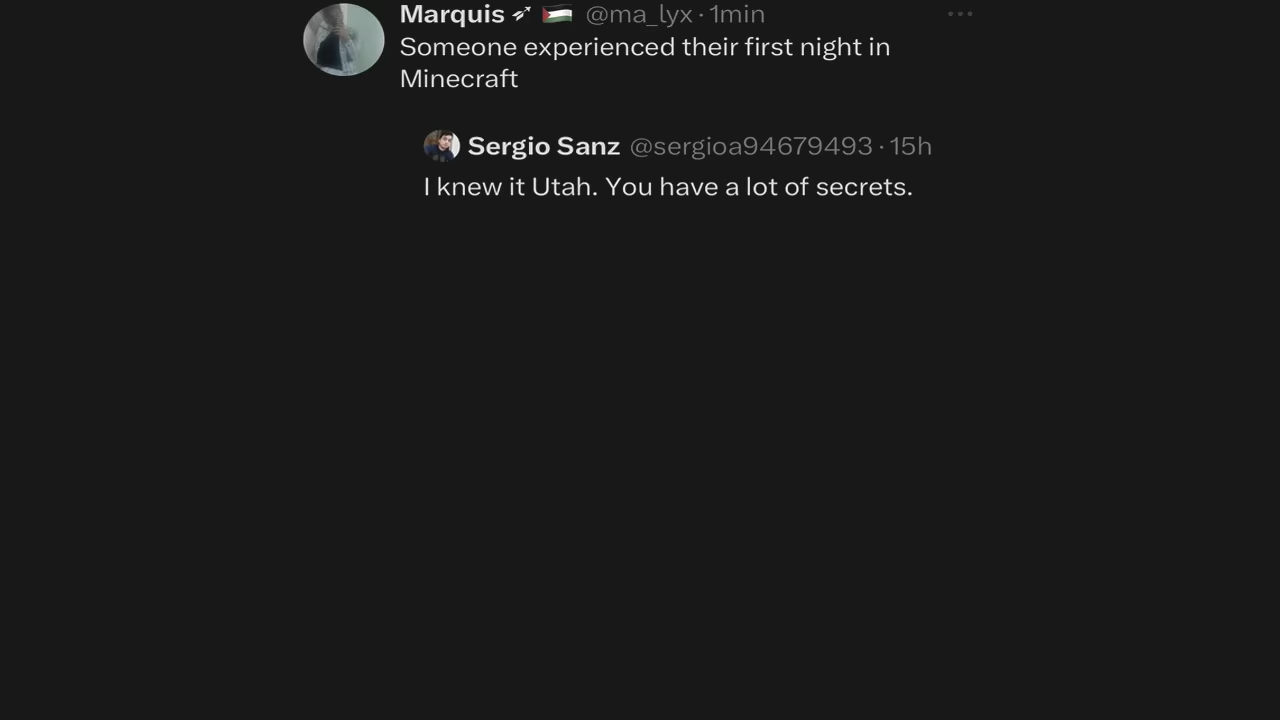 Marquis ➶ 🇵🇸 @ma_lyx · 1min
Someone experienced their first night in
Minecraft
Sergio Sanz @sergioa94679493 · 15h
I knew it Utah. You have a lot of secrets.